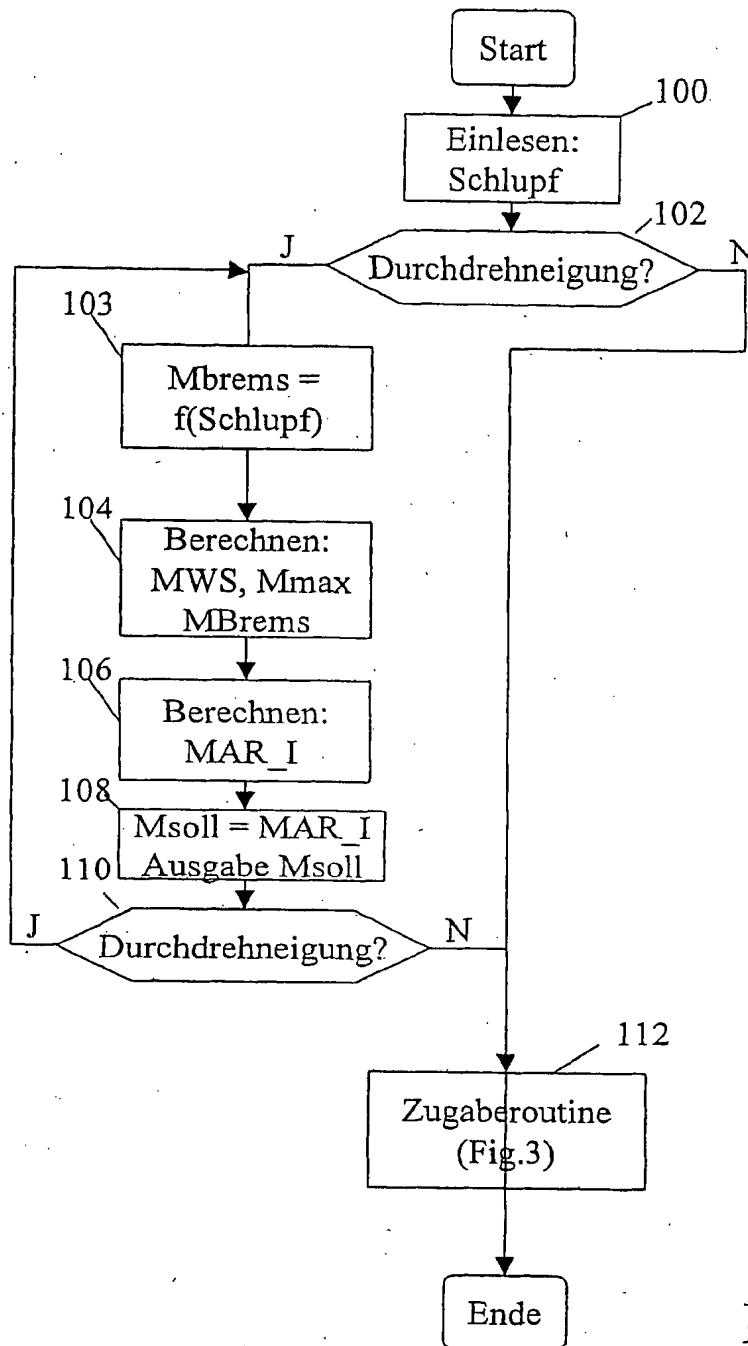 Start
100
Einlesen:
Schlupf
102
J
Durchdrehneigung?
N
103
Mbrems =
f(Schlupf)
104
Berechnen:
MWS, Mmax
MBrems
106
Berechnen:
MAR_I
108
Msoll = MAR_I
Ausgabe Msoll
110
J
Durchdrehneigung?
N
112
Zugaberoutine
(Fig.3)
Ende